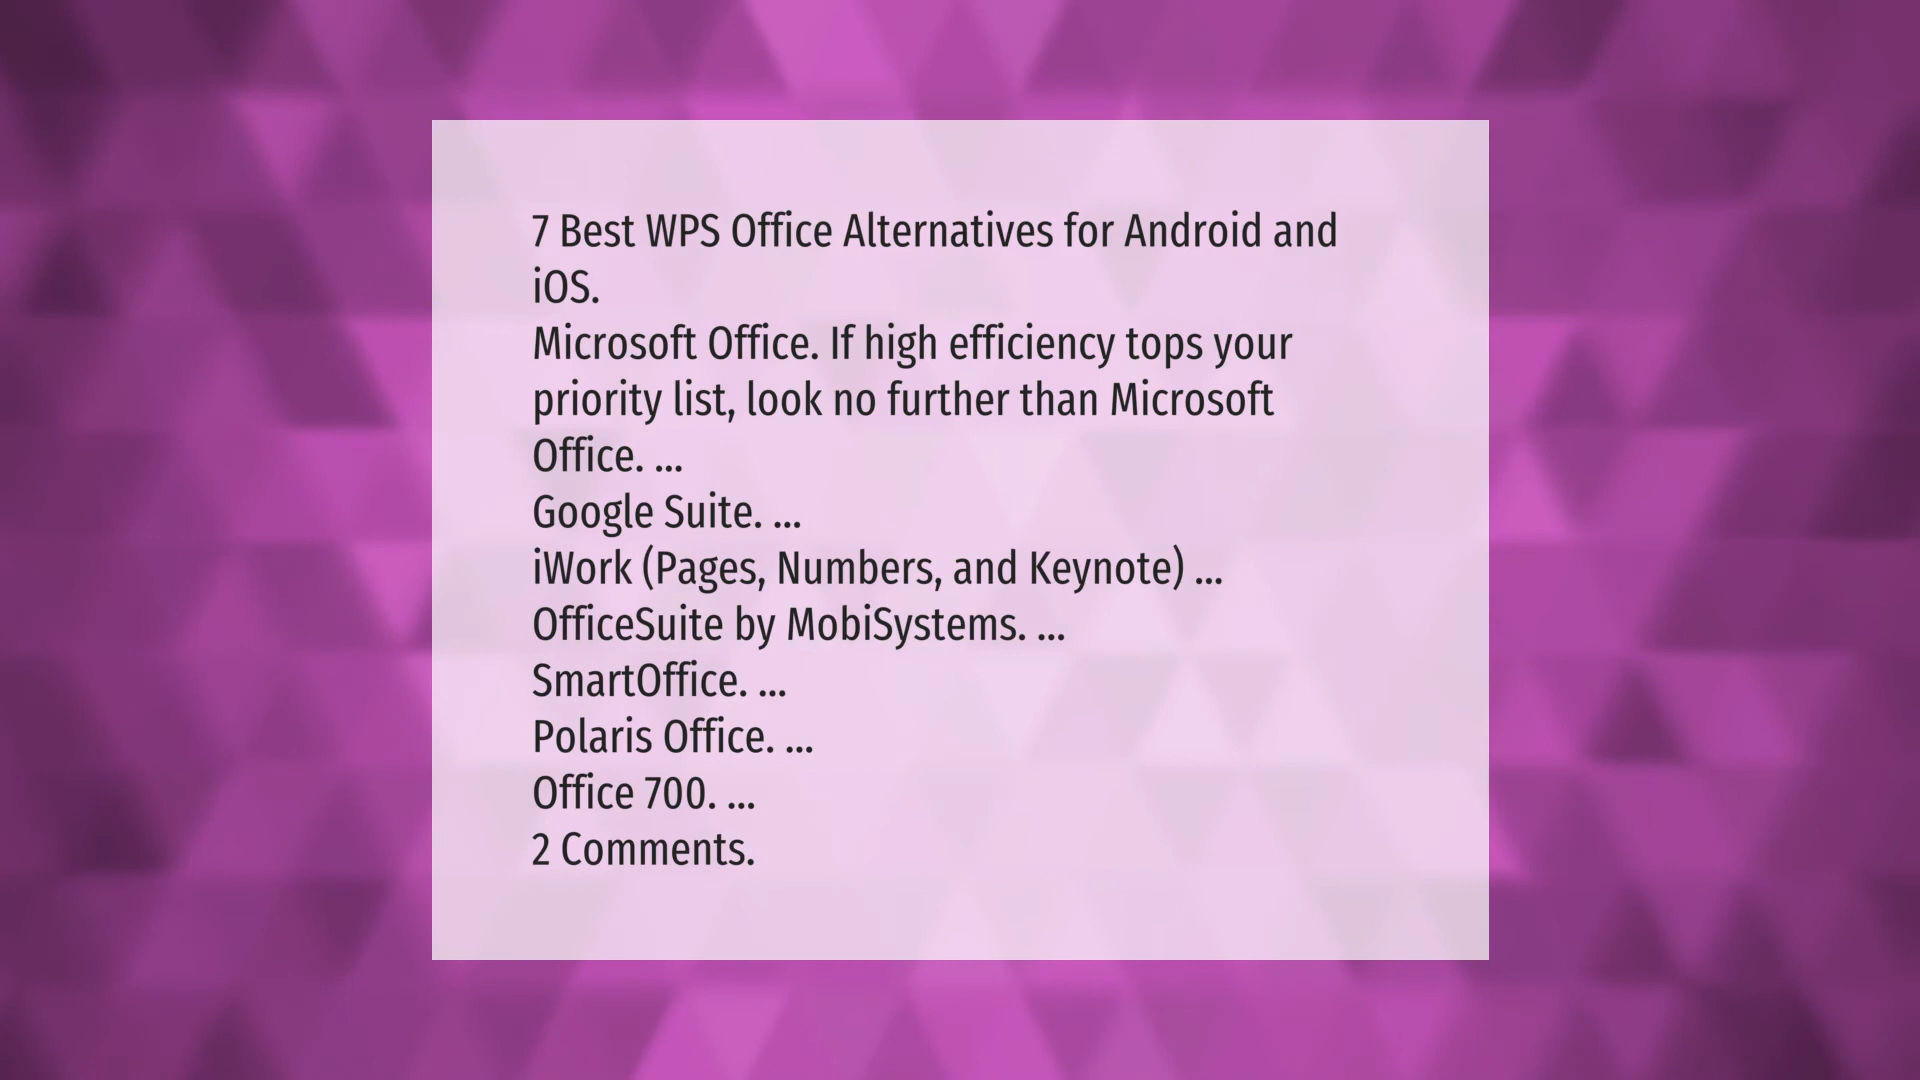 7 Best WPS Office Alternatives for Android and
iOS.
Microsoft Office. If high efficiency tops your
priority list, look no further than Microsoft
Office. ...
Google Suite. ...
iWork (Pages, Numbers, and Keynote) ...
OfficeSuite by MobiSystems. ...
SmartOffice. ...
Polaris Office. ...
Office 700. ...
2 Comments.